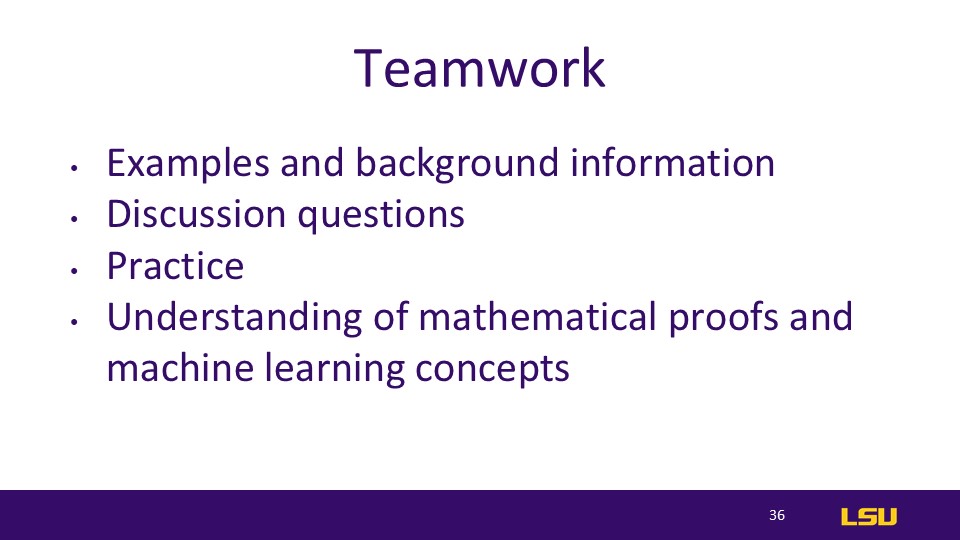 Teamwork
• Examples and background information
• Discussion questions
• Practice
• Understanding of mathematical proofs and
machine learning concepts
36
LSU